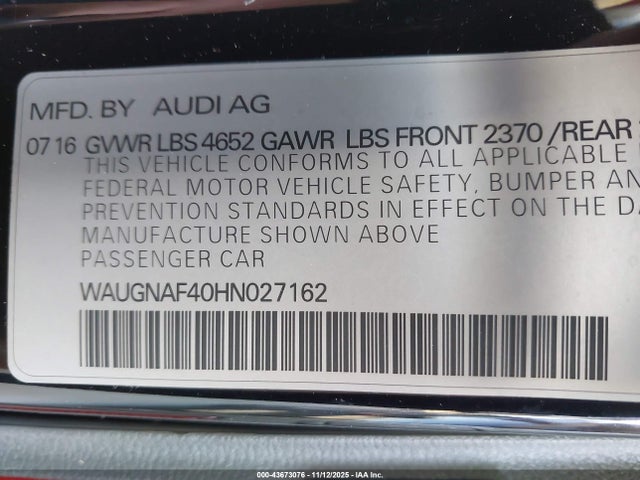 MFD. BY AUDI AG
07 16 GVWR LBS 4652 GAWR LBS FRONT 2370 /REAR
THIS VEHICLE CONFORMS TO ALL APPLICABLE
FEDERAL MOTOR VEHICLE SAFETY, BUMPER AN
PREVENTION STANDARDS IN EFFECT ON THE DA
MANUFACTURE SHOWN ABOVE
PASSENGER CAR
WAUGNAF40HN027162
000-43673076 - 11/12/2025 - IAA Inc.